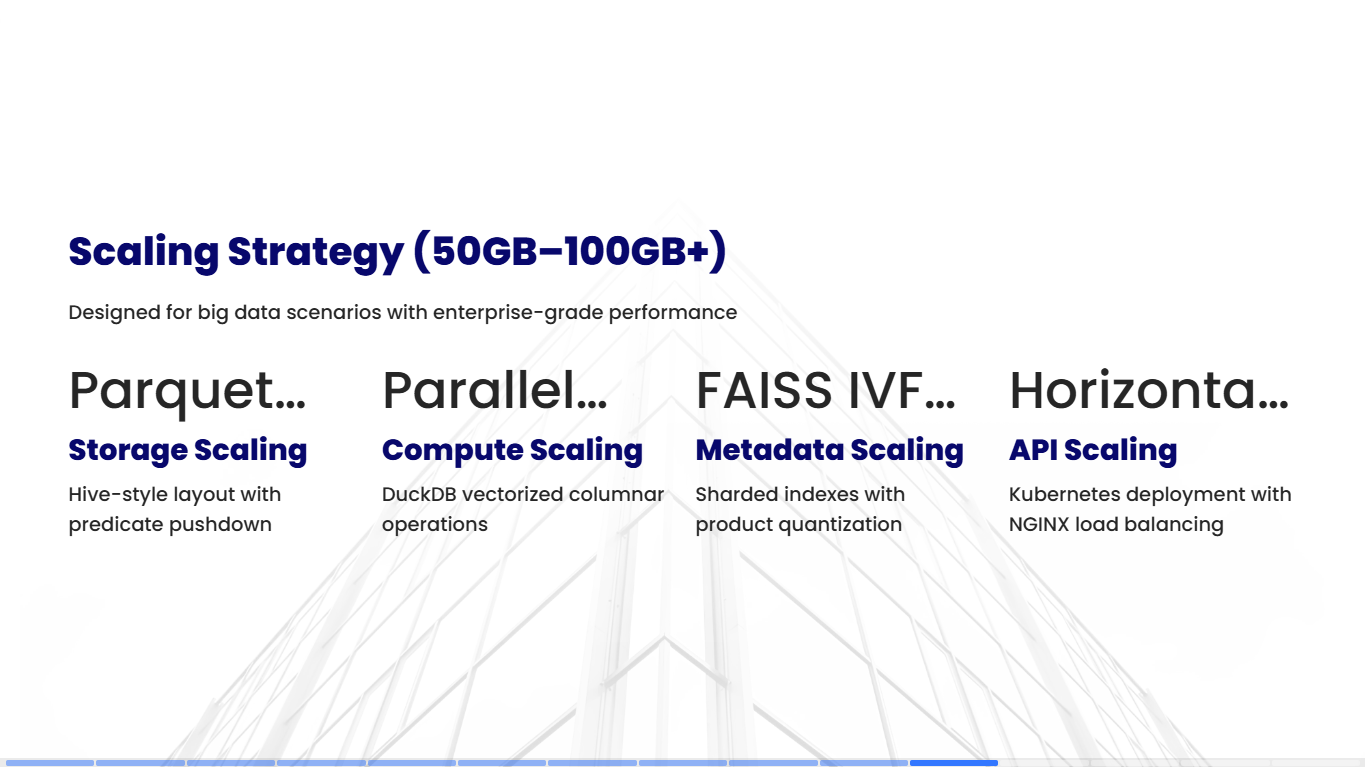 Scaling Strategy (50GB–100GB+)
Designed for big data scenarios with enterprise-grade performance
Parquet…
Storage Scaling
Hive-style layout with
predicate pushdown
Parallel…
Compute Scaling
DuckDB vectorized columnar
operations
FAISS IVF…
Metadata Scaling
Sharded indexes with
product quantization
Horizonta…
API Scaling
Kubernetes deployment with
NGINX load balancing